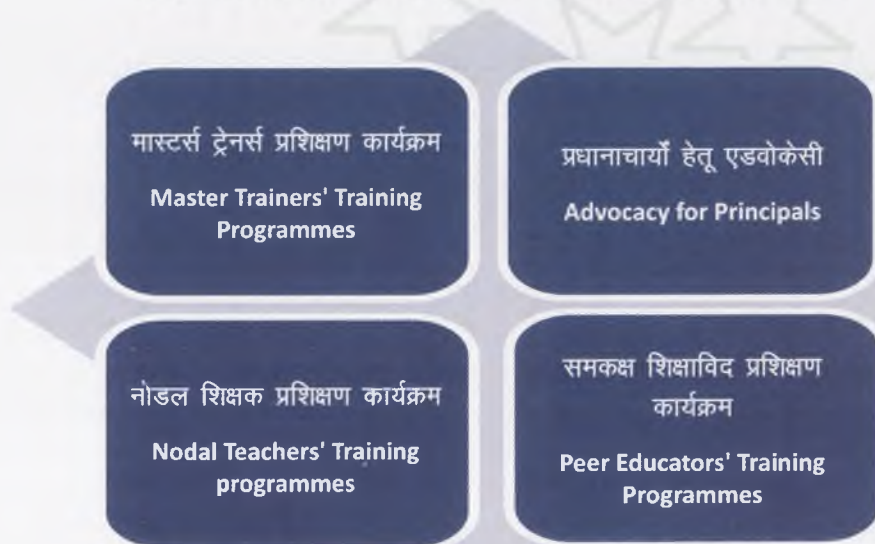 मास्टर्स ट्रेनर्स प्रशिक्षण कार्यक्रम
Master Trainers' Training
Programmes
प्रधानाचार्यों हेतू एडवोकेसी
Advocacy for Principals
नोडल शिक्षक प्रशिक्षण कार्यक्रम
Nodal Teachers' Training
programmes
समकक्ष शिक्षाविद प्रशिक्षण
कार्यक्रम
Peer Educators' Training
Programmes